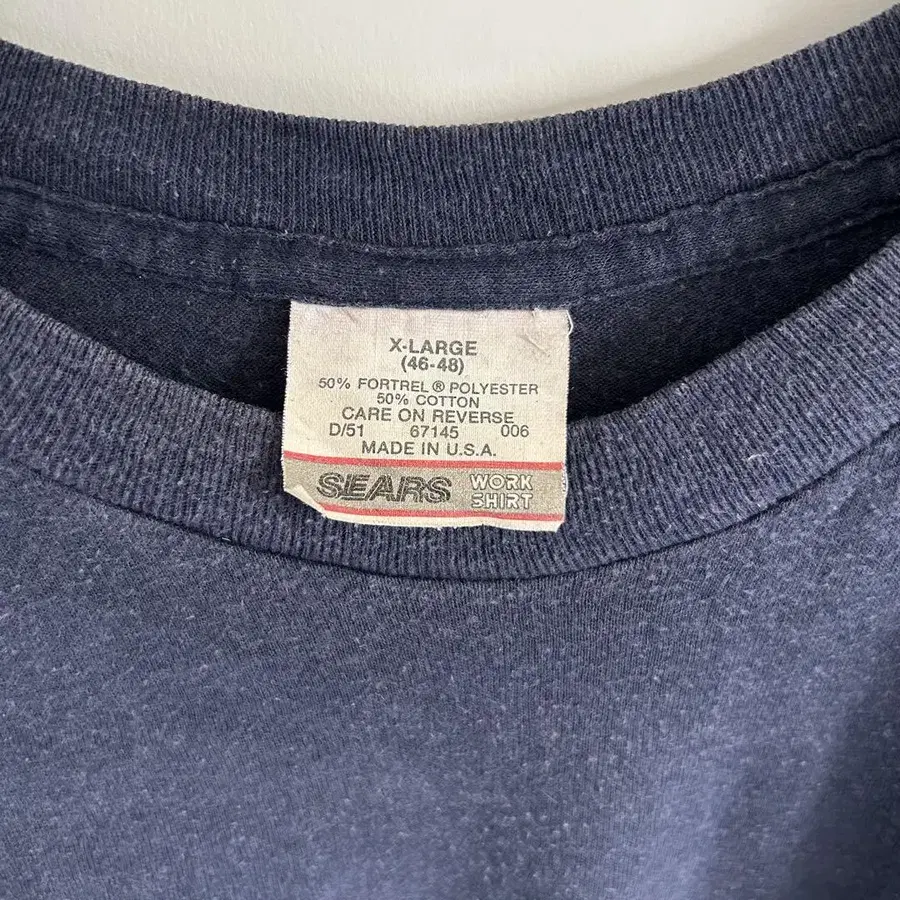 X-LARGE
(46-48)
50% FORTREL ® POLYESTER
50% COTTON
CARE ON REVERSE
D/51 67145 006
MADE IN U.S.A.
SEARS WORK SHIRT